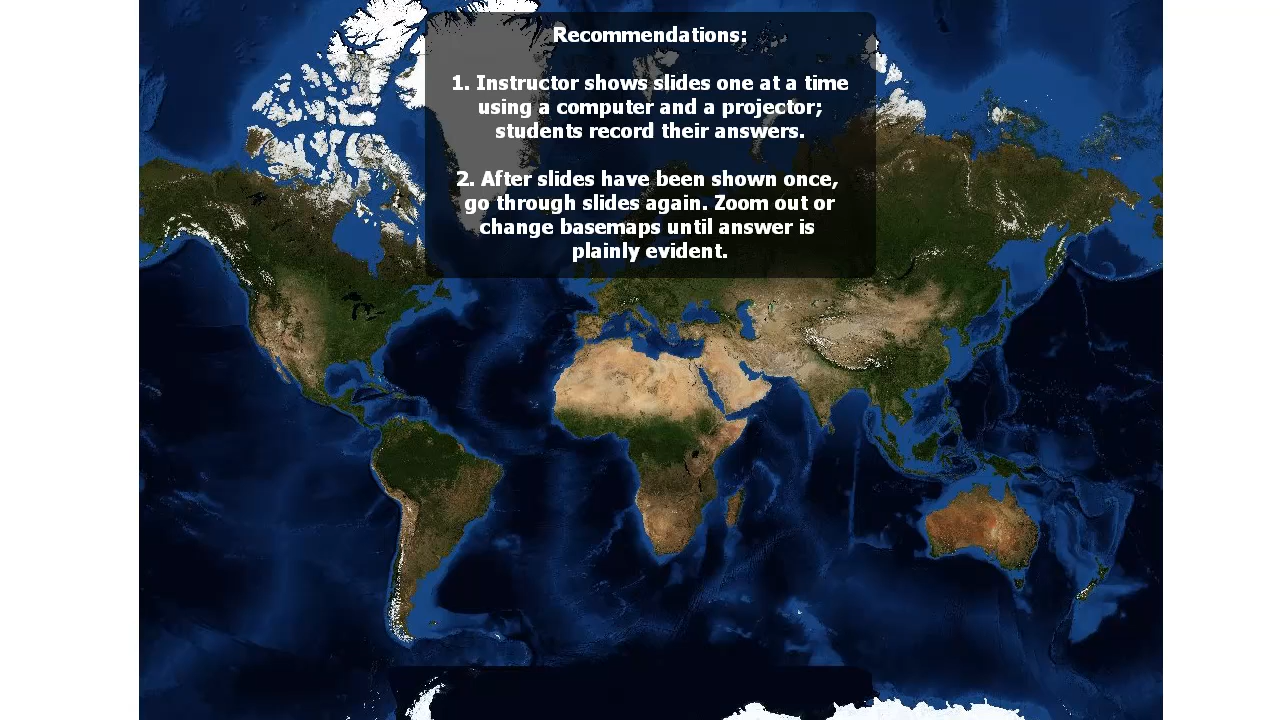 Recommendations:
1. Instructor shows slides one at a time
using a computer and a projector;
students record their answers.
2. After slides have been shown once,
go through slides again. Zoom out or
change basemaps until answer is
plainly evident.